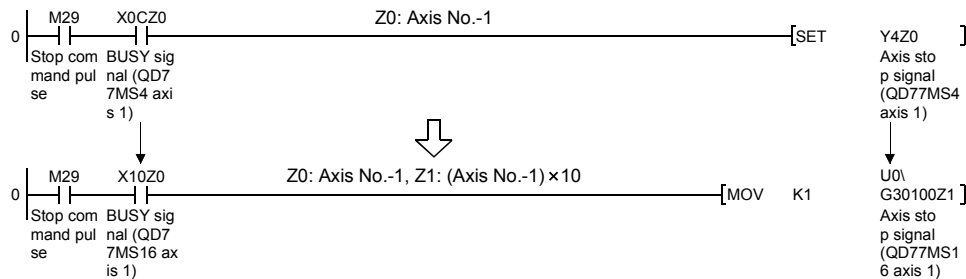 M29 X0CZ0 Z0: Axis No.-1
0 [SET Y4Z0 ]
Stop com BUSY sig Axis sto
mand pul nal (QD7 p signal
se 7MS4 axi (QD77MS4
s 1) axis 1)
M29 X10Z0 Z0: Axis No.-1, Z1: (Axis No.-1)×10 U0\
0 [MOV K1 G30100Z1 ]
Stop com BUSY sig Axis sto
mand pul nal (QD7 p signal
se 7MS16 ax (QD77MS1
is 1) 6 axis 1)